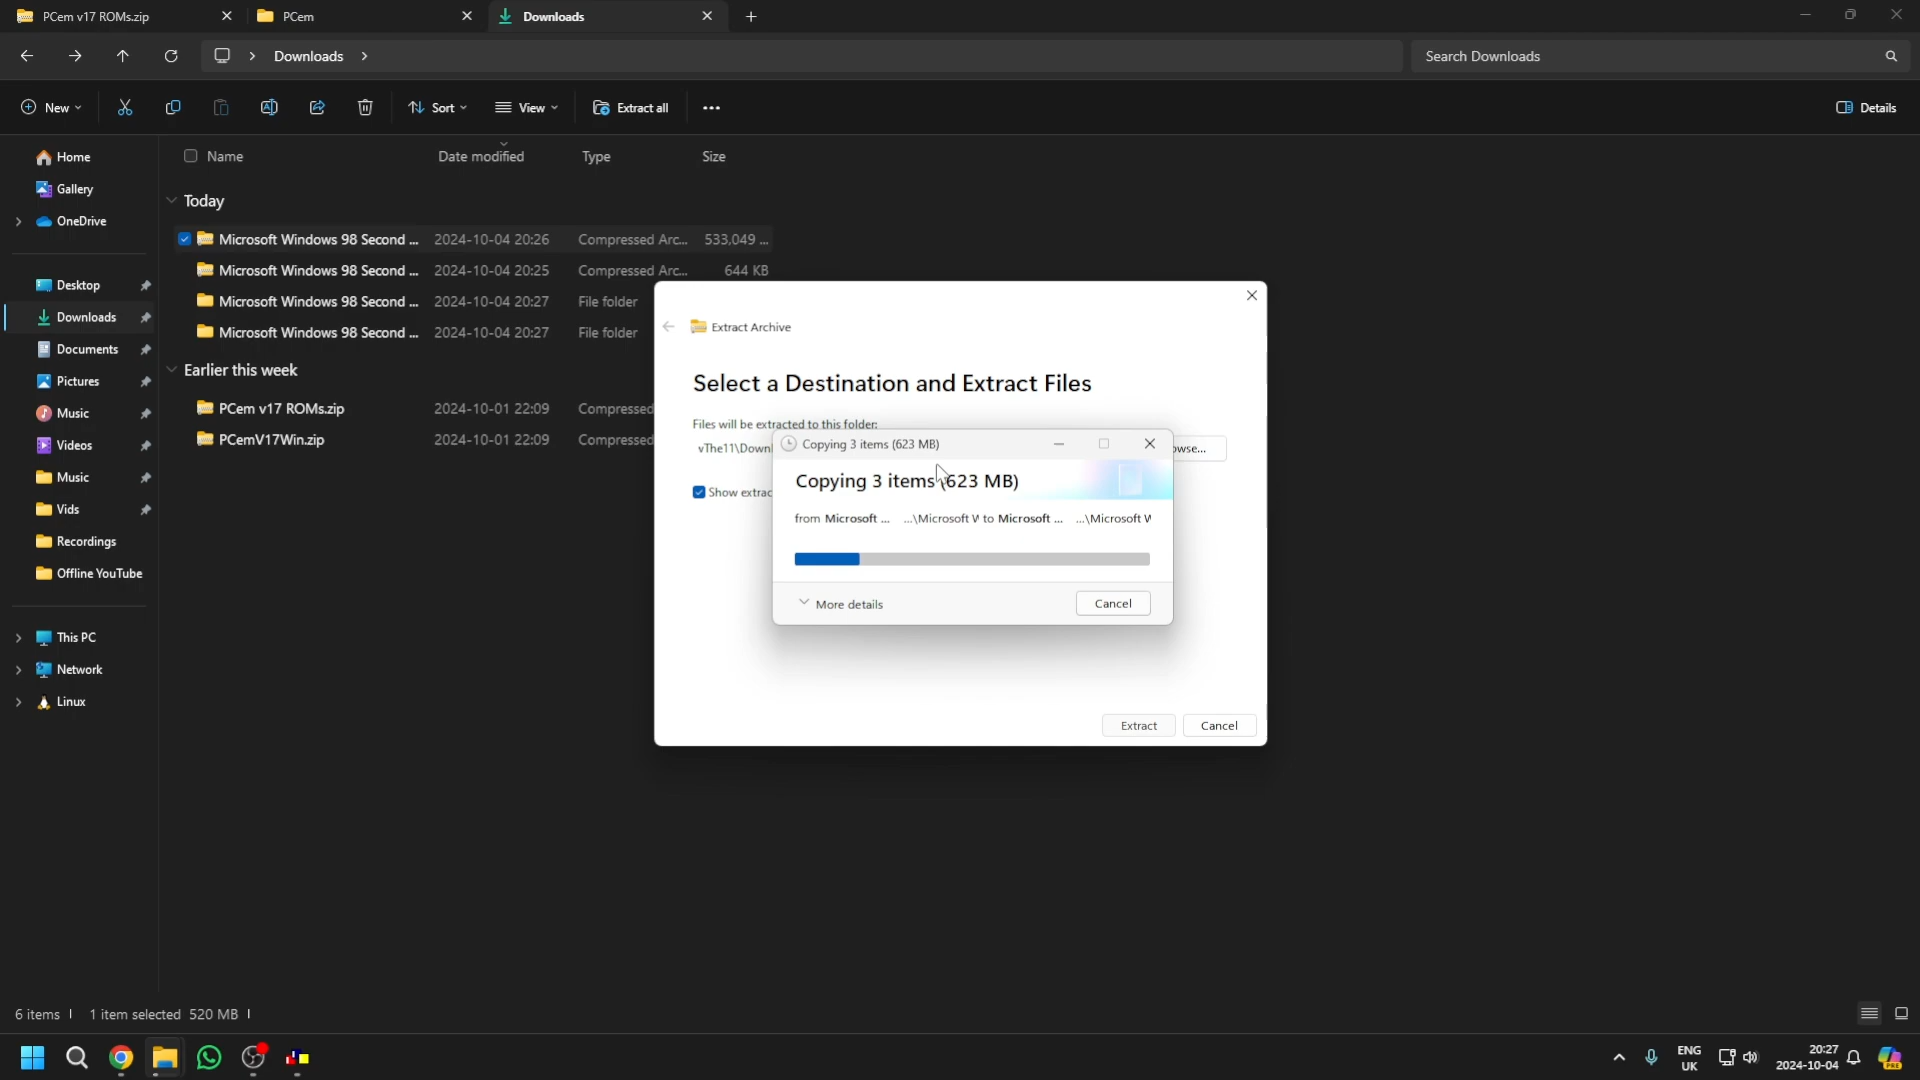 PCem v17 ROMs.zip
PCem
Downloads
Downloads
Search Downloads
New
Sort
View
Extract all
Details
Home
Gallery
OneDrive
Desktop
Downloads
Documents
Pictures
Music
Videos
Music
Vids
Recordings
Offline YouTube
This PC
Network
Linux
Name Date modified Type Size
Today
Microsoft Windows 98 Second ... 2024-10-04 20:26 Compressed Arc... 533,049 ...
Microsoft Windows 98 Second ... 2024-10-04 20:25 Compressed Arc... 644 KB
Microsoft Windows 98 Second ... 2024-10-04 20:27 File folder
Microsoft Windows 98 Second ... 2024-10-04 20:27 File folder
Earlier this week
PCem v17 ROMs.zip 2024-10-01 22:09 Compressed
PCemV17Win.zip 2024-10-01 22:09 Compressed
Extract Archive
Select a Destination and Extract Files
Files will be extracted to this folder:
vThe11\Down
wse...
Show extrac
Copying 3 items (623 MB)
Copying 3 items (623 MB)
from Microsoft ... ...\Microsoft W to Microsoft ... ...\Microsoft W
More details
Cancel
Extract
Cancel
6 items
1 item selected 520 MB
ENG
UK
20:27
2024-10-04
PRE